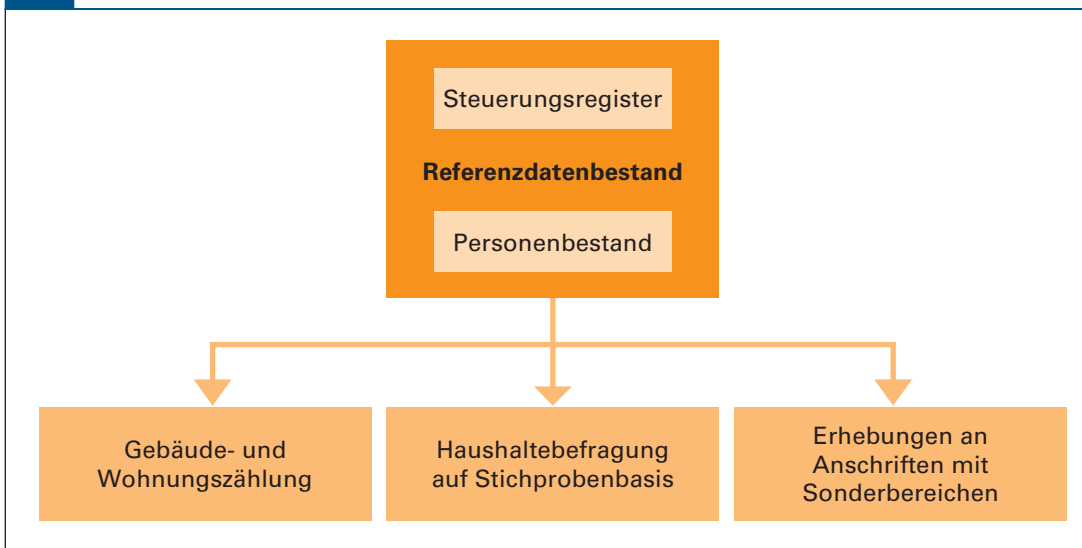 Steuerungsregister
Referenzdatenbestand
Personenbestand
Gebäude- und
Wohnungszählung
Haushaltebefragung
auf Stichprobenbasis
Erhebungen an
Anschriften mit
Sonderbereichen